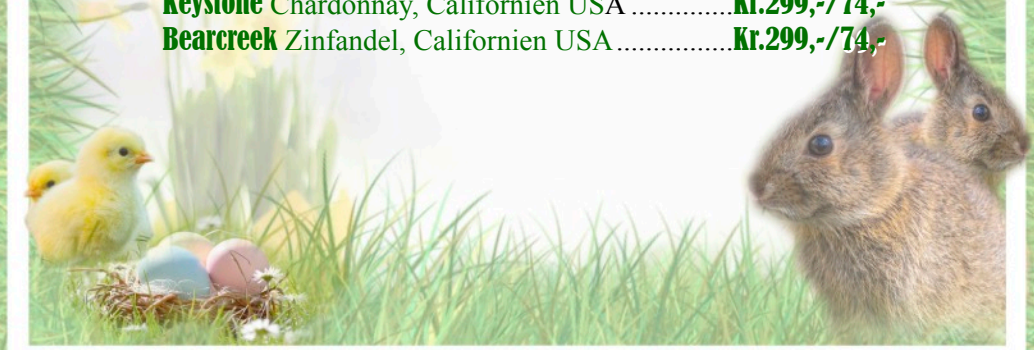 Keystone Chardonnay, Californien USA ..............Kr.299,-/74,-
Bearcreek Zinfandel, Californien USA ................Kr.299,-/74,-